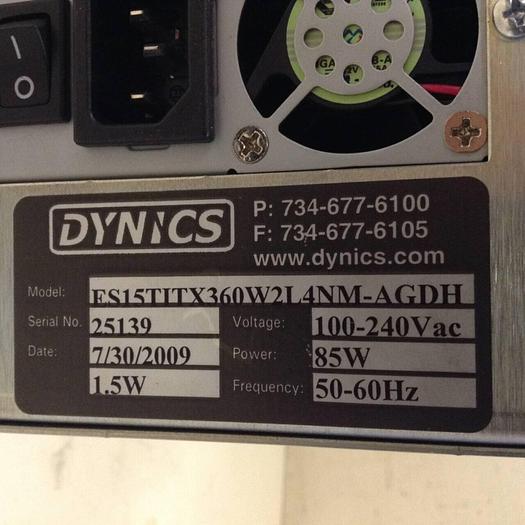 I
O
DYNICS
P: 734-677-6100
F: 734-677-6105
www.dynics.com
Model: ES15TITX360W2L4NM-AGDH
Serial No. 25139 Voltage: 100-240Vac
Date: 7/30/2009 Power: 85W
1.5W Frequency: 50-60Hz